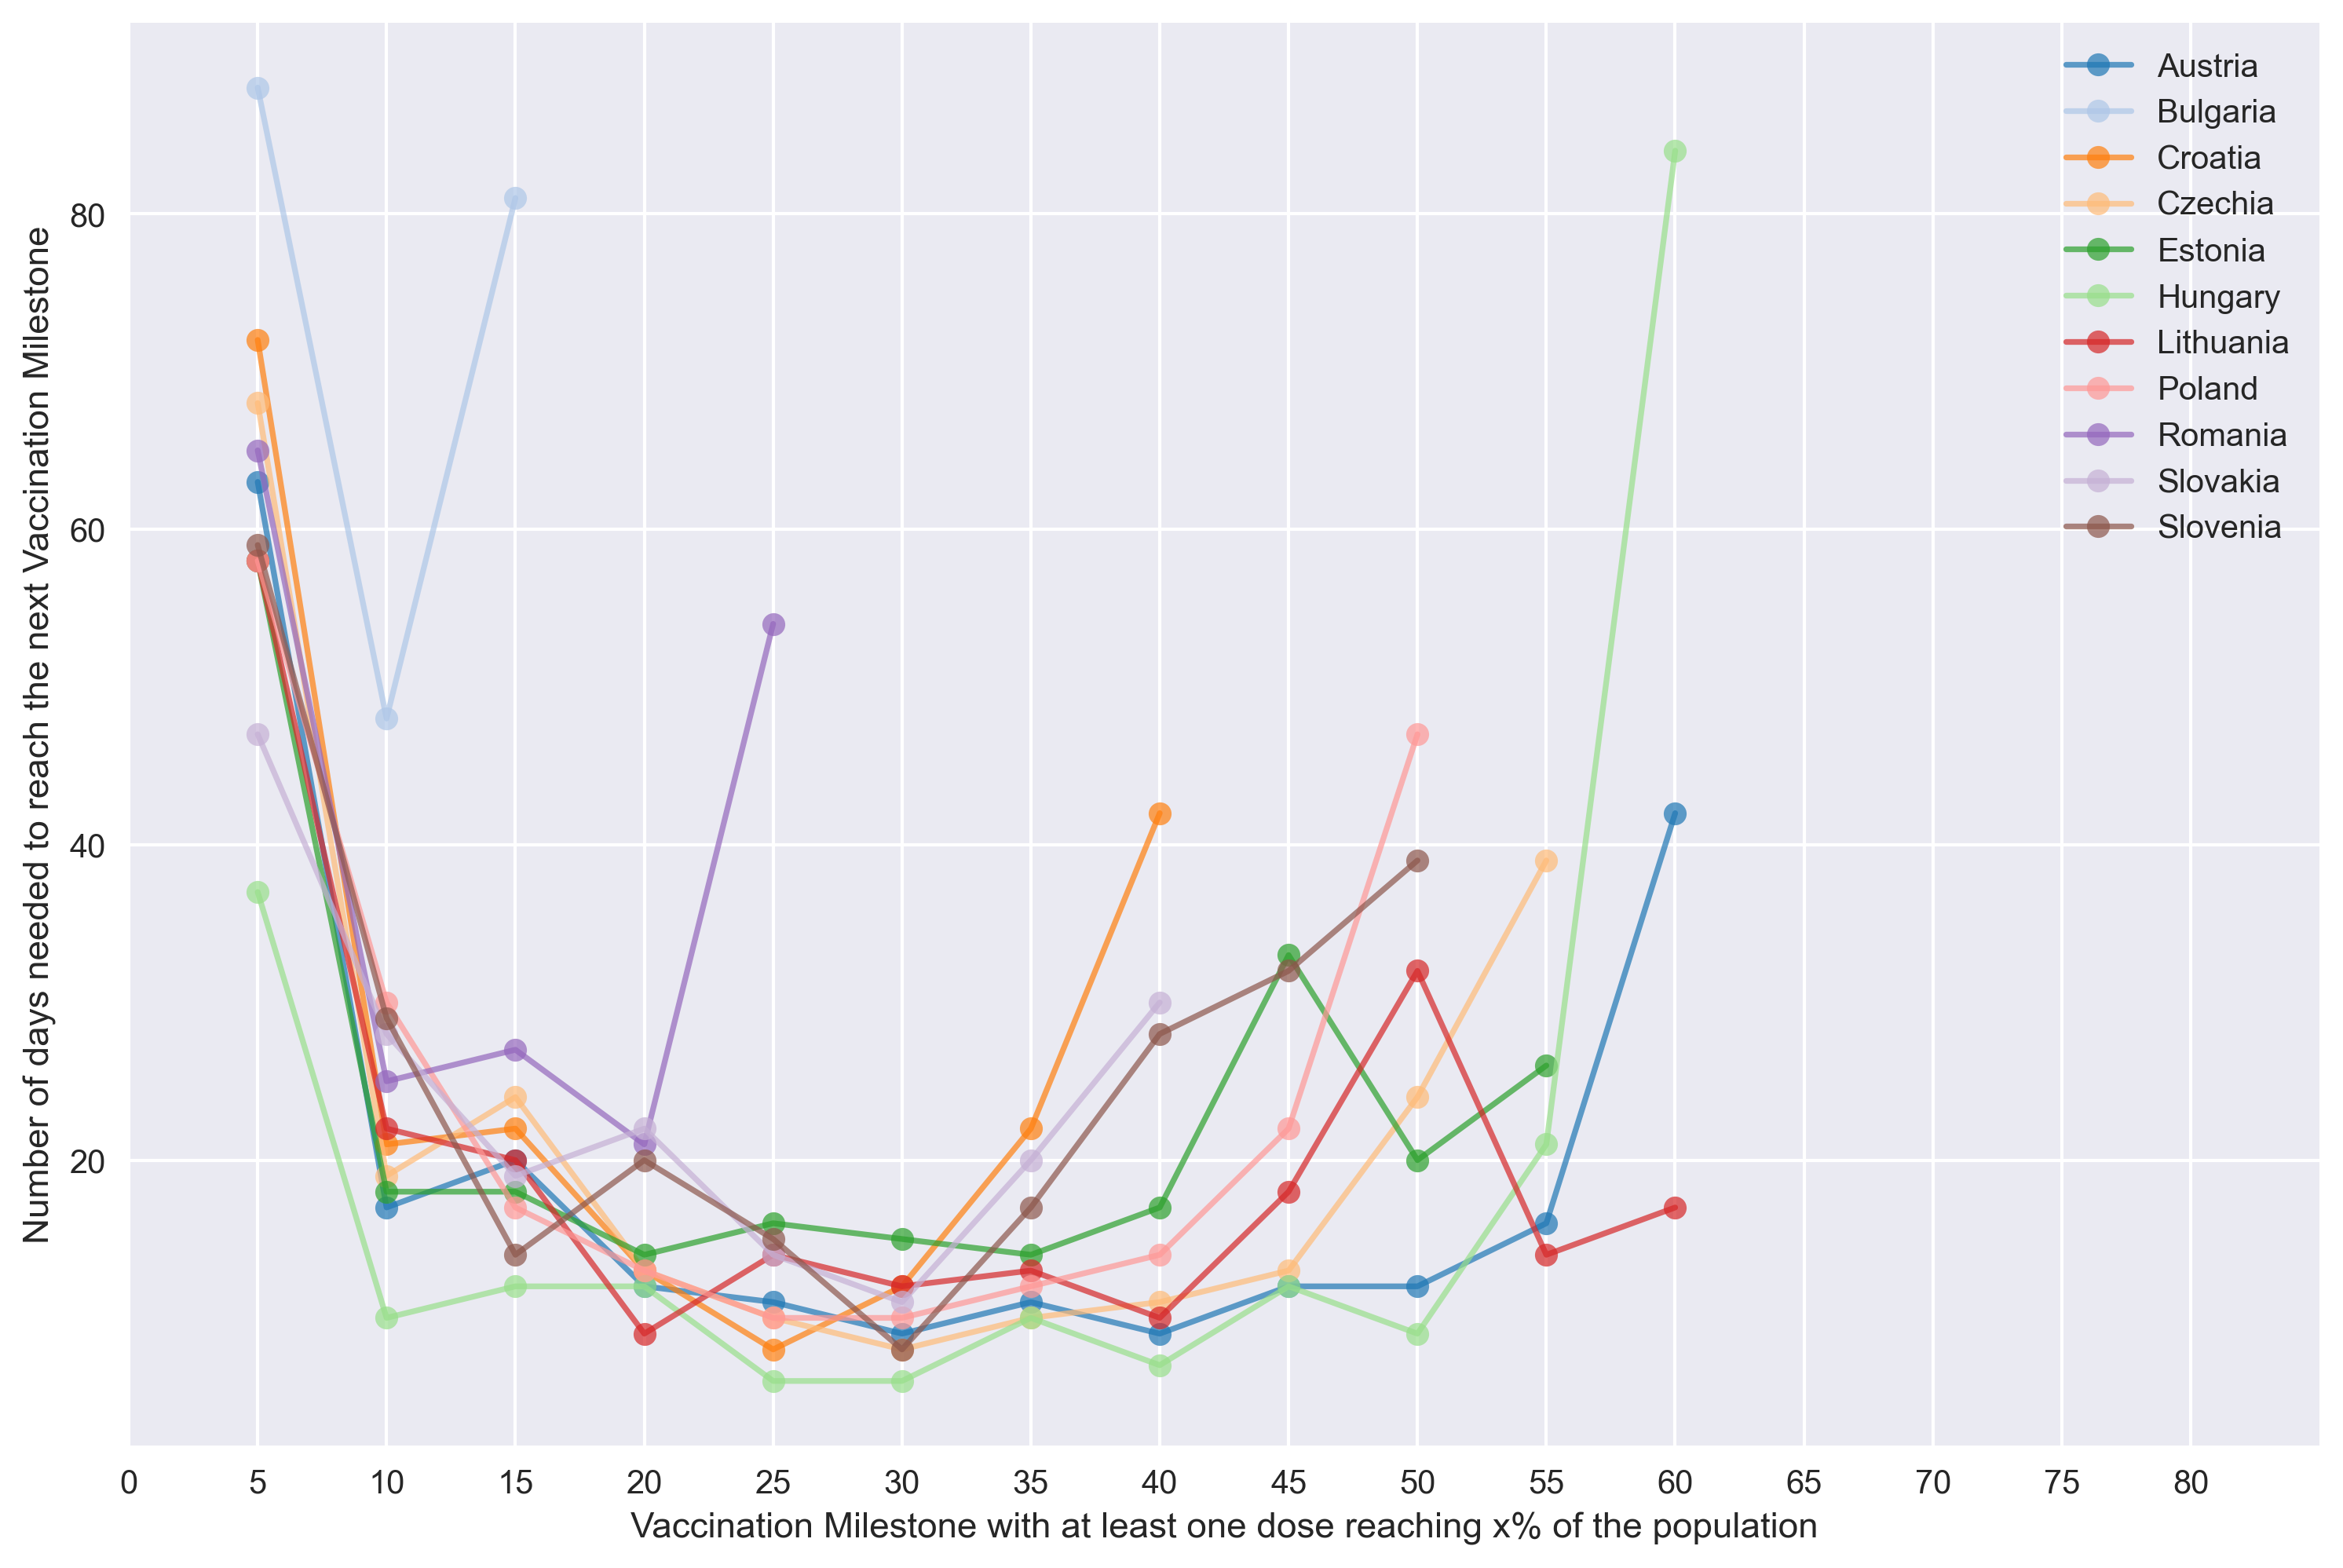 Number of days needed to reach the next Vaccination Milestone
80
60
40
20
Austria
Bulgaria
Croatia
Czechia
Estonia
Hungary
Lithuania
Poland
Romania
Slovakia
Slovenia
0 5 10 15 20 25 30 35 40 45 50 55 60 65 70 75 80
Vaccination Milestone with at least one dose reaching x% of the population